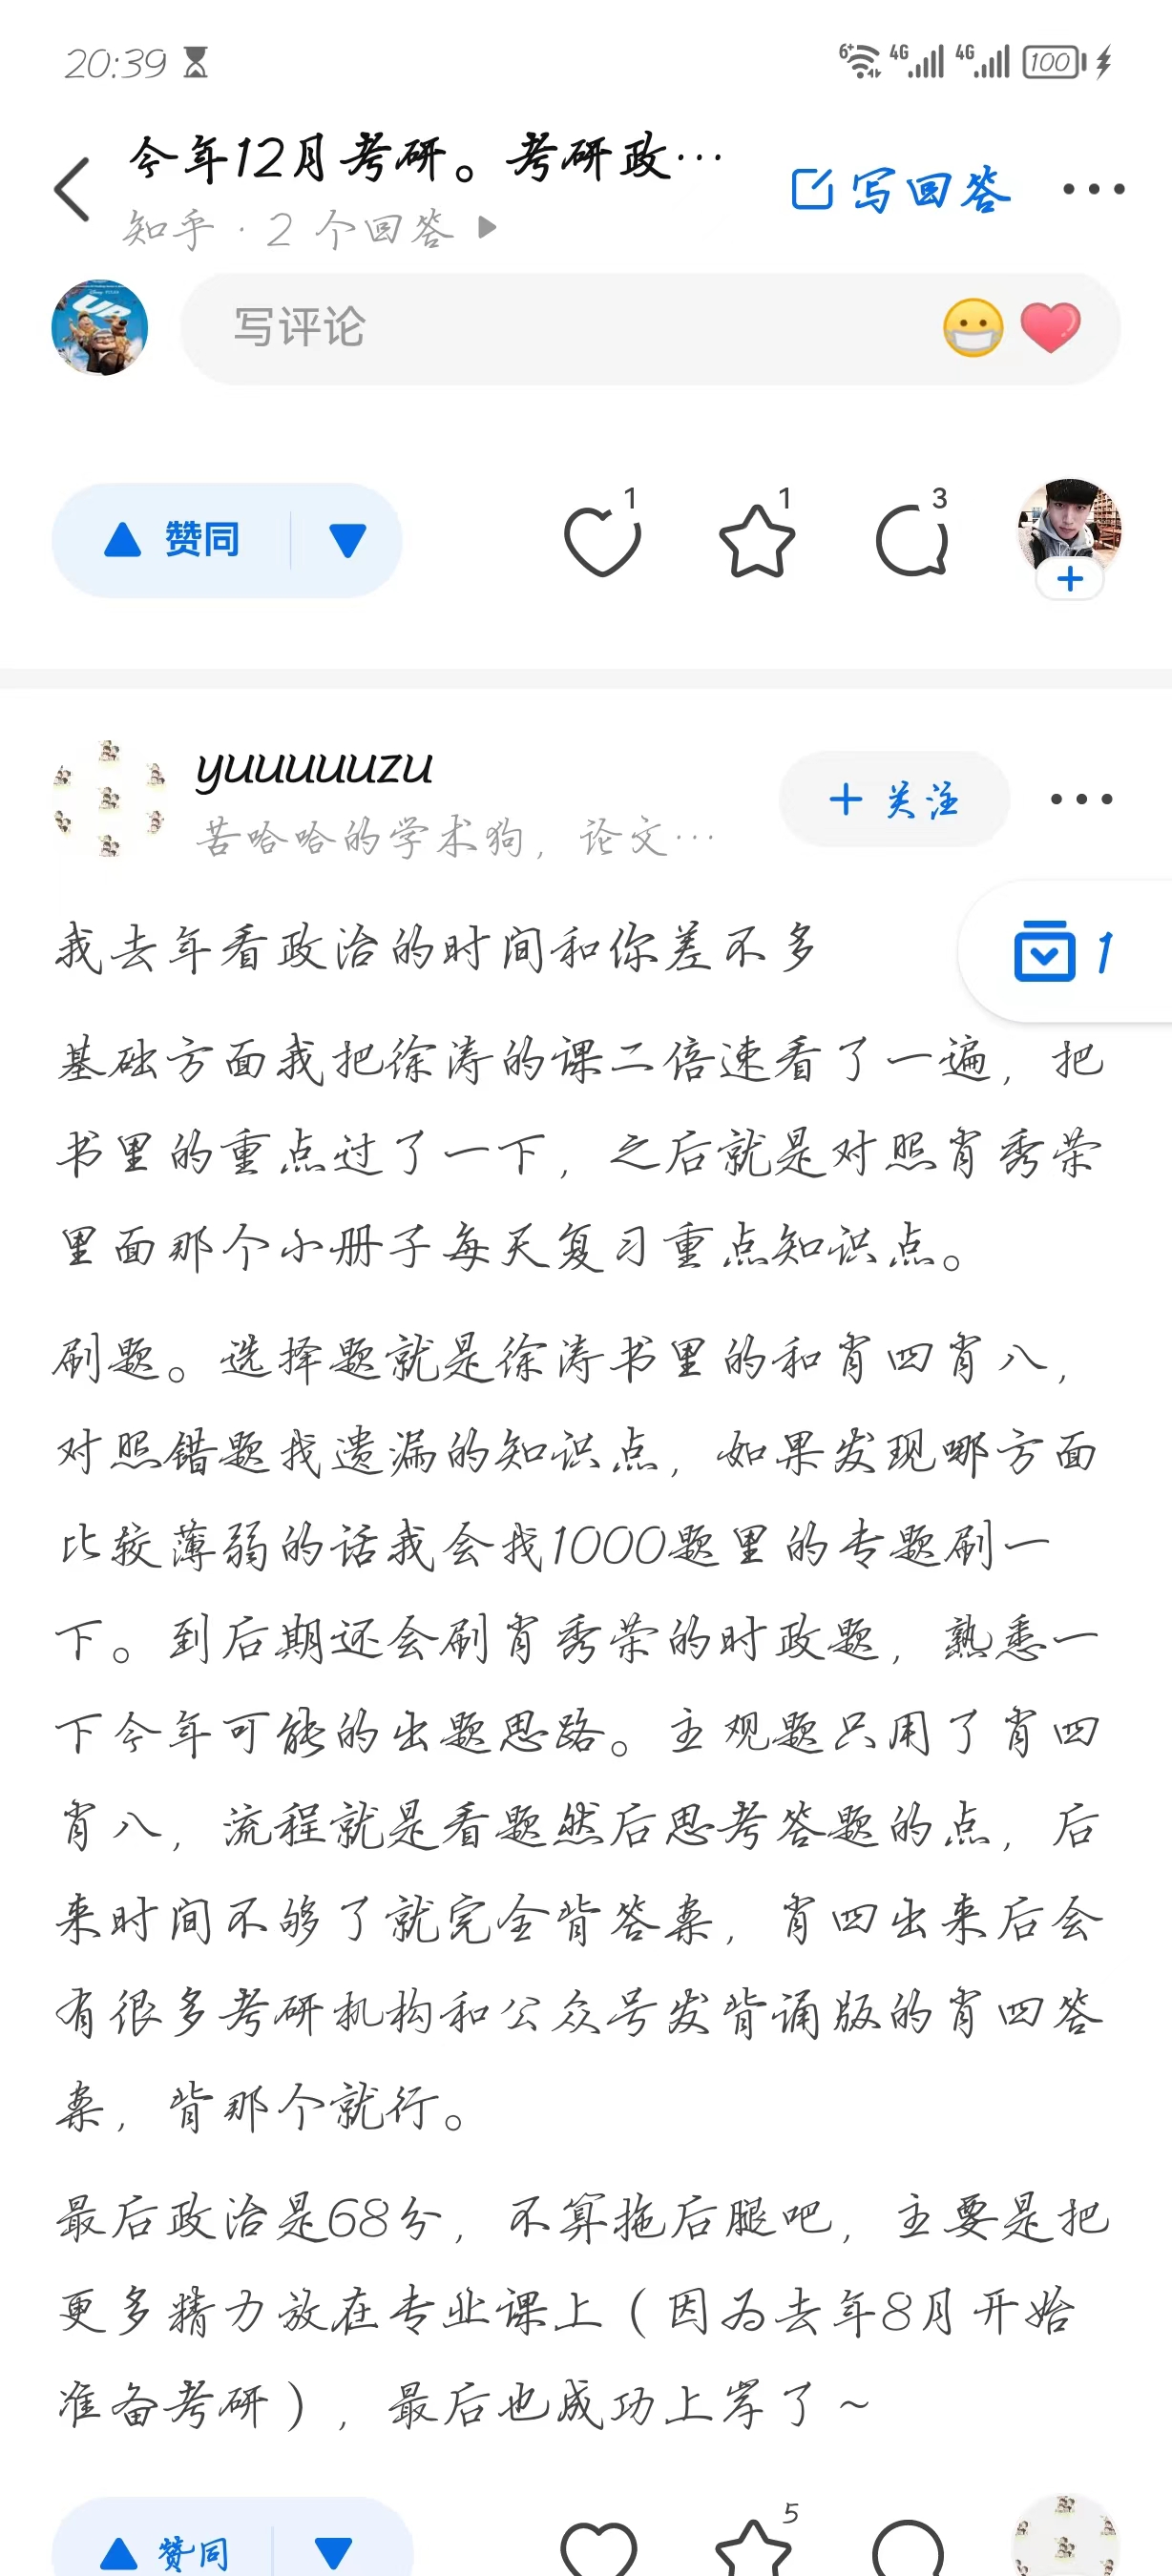 20:39
6+ 4G 4G 100
今年12月考研。考研政…
知乎 · 2 个回答
写回答
UP
写评论
赞同
1
1
3
yuuuuuzu
苦哈哈的学术狗，论文…
关注
我去年看政治的时间和你差不多
1
基础方面我把徐涛的课二倍速看了一遍，把
书里的重点过了一下，之后就是对照肖秀荣
里面那个小册子每天复习重点知识点。
刷题。选择题就是徐涛书里的和肖四肖八，
对照错题找遗漏的知识点，如果发现哪方面
比较薄弱的话我会找1000题里的专题刷一
下。到后期还会刷肖秀荣的时政题，熟悉一
下今年可能的出题思路。主观题只用了肖四
肖八，流程就是看题然后思考答题的点，后
来时间不够了就完全背答案，肖四出来后会
有很多考研机构和公众号发背诵版的肖四答
案，背那个就行。
最后政治是68分，不算拖后腿吧，主要是把
更多精力放在专业课上（因为去年8月开始
准备考研），最后也成功上岸了～
赞同
5